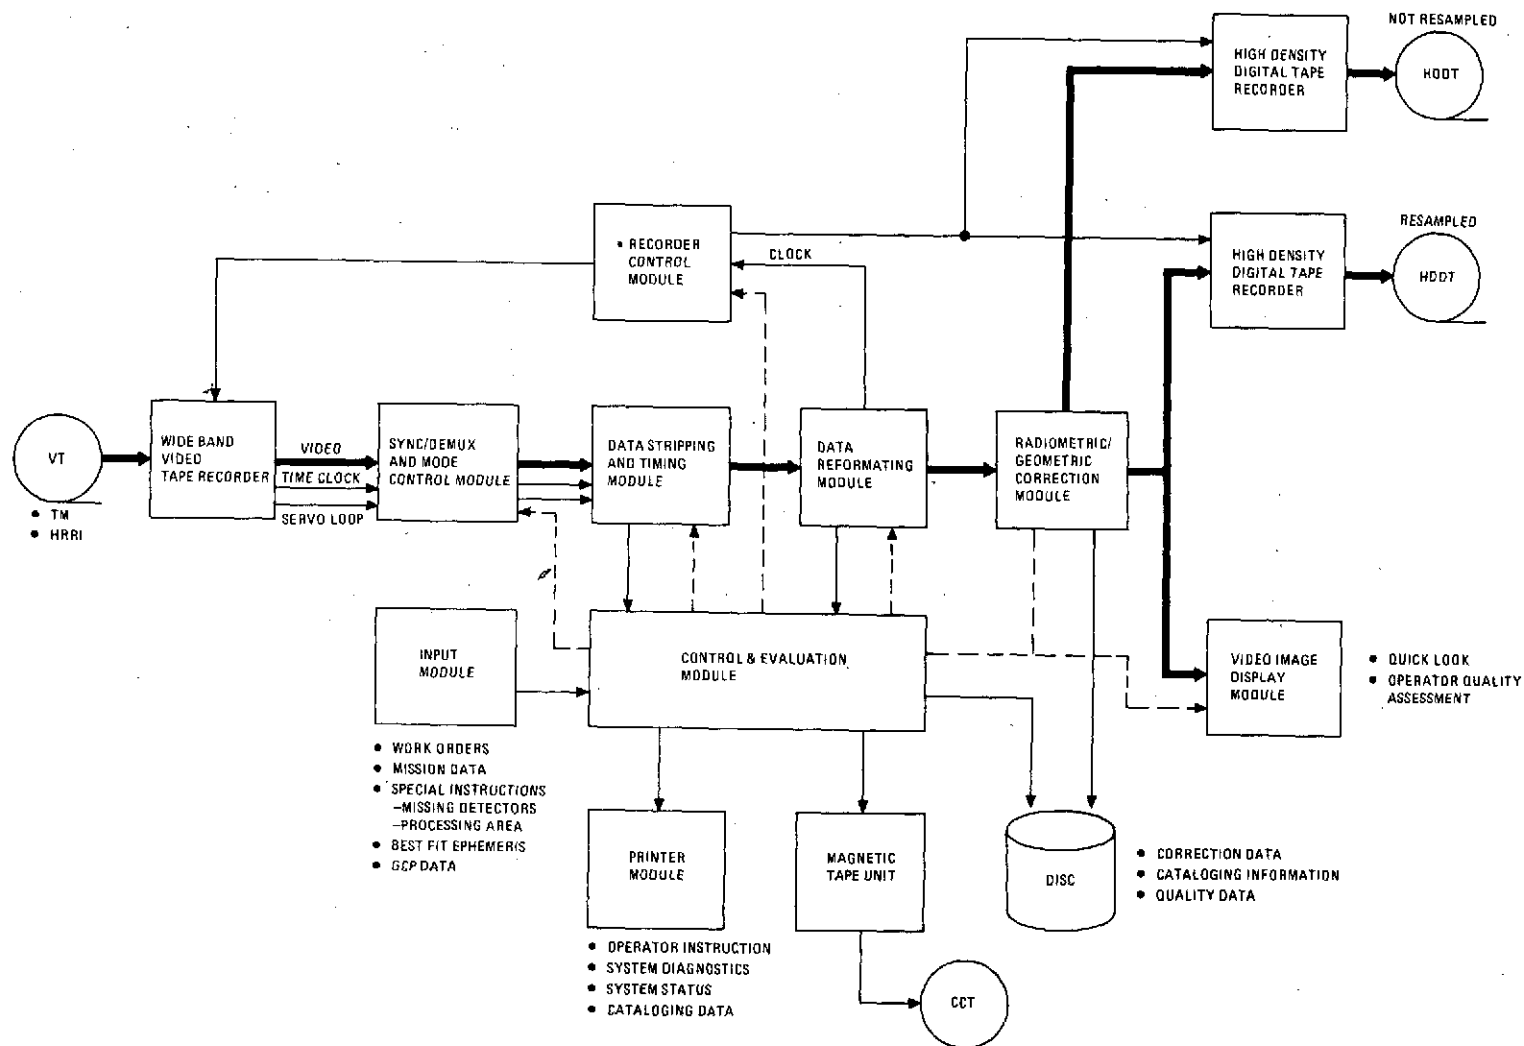 NOT RESAMPLED
HIGH DENSITY
DIGITAL TAPE
RECORDER
HDDT
RESAMPLED
HIGH DENSITY
DIGITAL TAPE
RECORDER
HDDT
• RECORDER
CONTROL
MODULE
CLOCK
VT
• TM
• HRRI
WIDE BAND
VIDEO
TAPE RECORDER
VIDEO
TIME CLOCK
SERVO LOOP
SYNC/DEMUX
AND MODE
CONTROL MODULE
DATA STRIPPING
AND TIMING
MODULE
DATA
REFORMATING
MODULE
RADIOMETRIC/
GEOMETRIC
CORRECTION
MODULE
INPUT
MODULE
• WORK ORDERS
• MISSION DATA
• SPECIAL INSTRUCTIONS
–MISSING DETECTORS
–PROCESSING AREA
• BEST FIT EPHEMERIS
• GCP DATA
CONTROL & EVALUATION
MODULE
VIDEO IMAGE
DISPLAY
MODULE
• QUICK LOOK
• OPERATOR QUALITY
ASSESSMENT
PRINTER
MODULE
• OPERATOR INSTRUCTION
• SYSTEM DIAGNOSTICS
• SYSTEM STATUS
• CATALOGING DATA
MAGNETIC
TAPE UNIT
CCT
DISC
• CORRECTION DATA
• CATALOGING INFORMATION
• QUALITY DATA